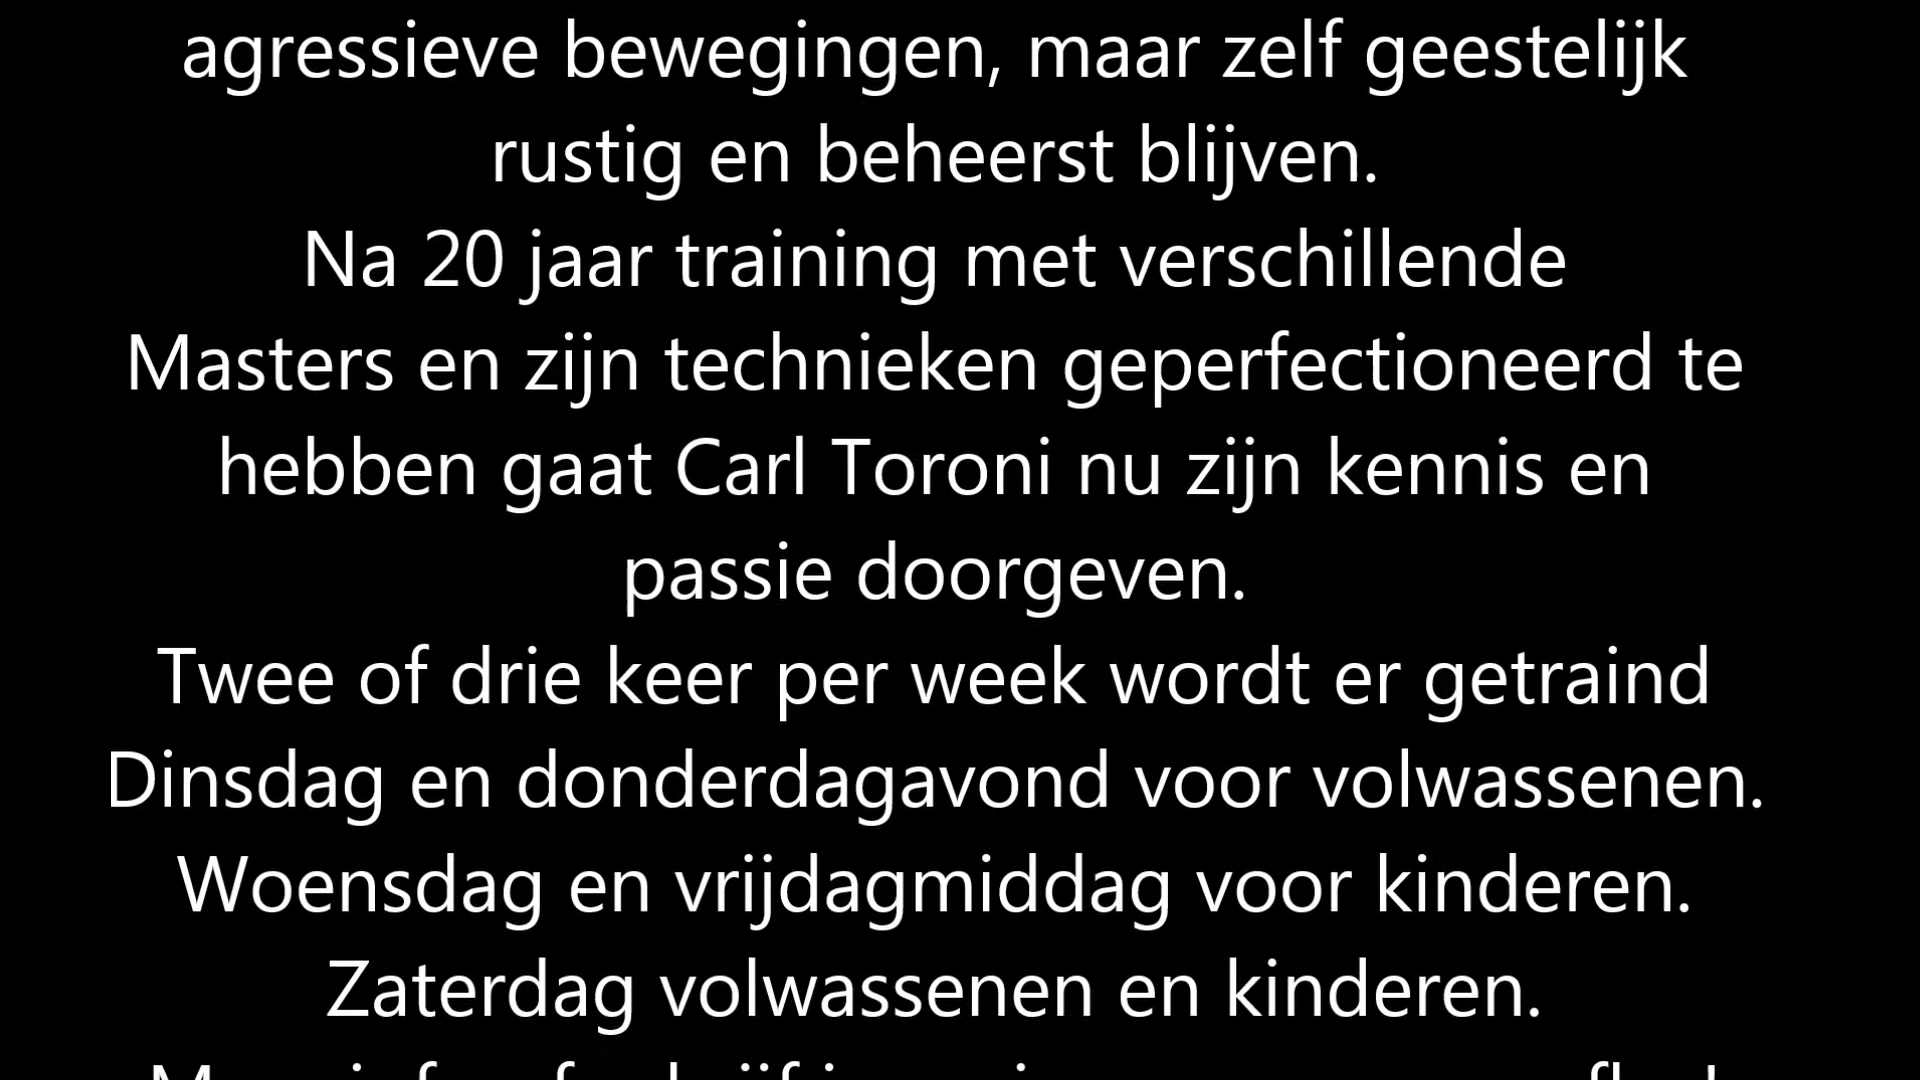 agressieve bewegingen, maar zelf geestelijk
rustig en beheerst blijven.
Na 20 jaar training met verschillende
Masters en zijn technieken geperfectioneerd te
hebben gaat Carl Toroni nu zijn kennis en
passie doorgeven.
Twee of drie keer per week wordt er getraind
Dinsdag en donderdagavond voor volwassenen.
Woensdag en vrijdagmiddag voor kinderen.
Zaterdag volwassenen en kinderen.